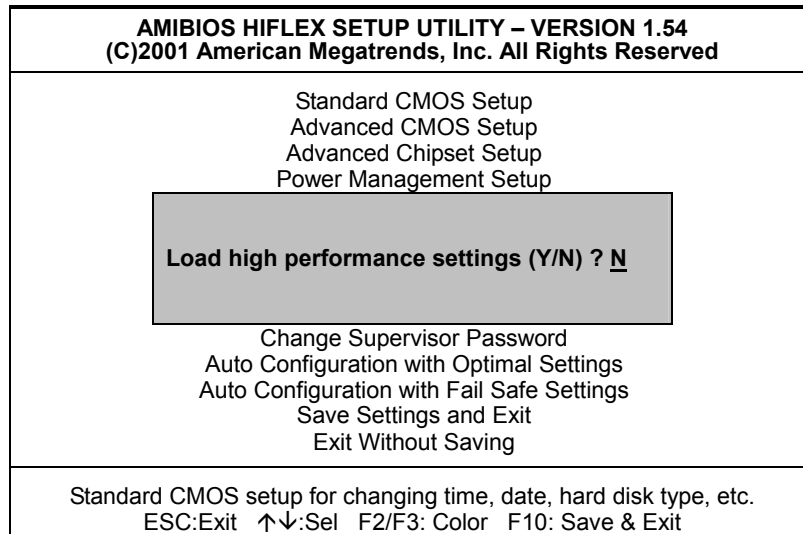 AMIBIOS HIFLEX SETUP UTILITY – VERSION 1.54
(C)2001 American Megatrends, Inc. All Rights Reserved
Standard CMOS Setup
Advanced CMOS Setup
Advanced Chipset Setup
Power Management Setup
Load high performance settings (Y/N) ? N
Change Supervisor Password
Auto Configuration with Optimal Settings
Auto Configuration with Fail Safe Settings
Save Settings and Exit
Exit Without Saving
Standard CMOS setup for changing time, date, hard disk type, etc.
ESC:Exit ↑↓:Sel F2/F3: Color F10: Save & Exit